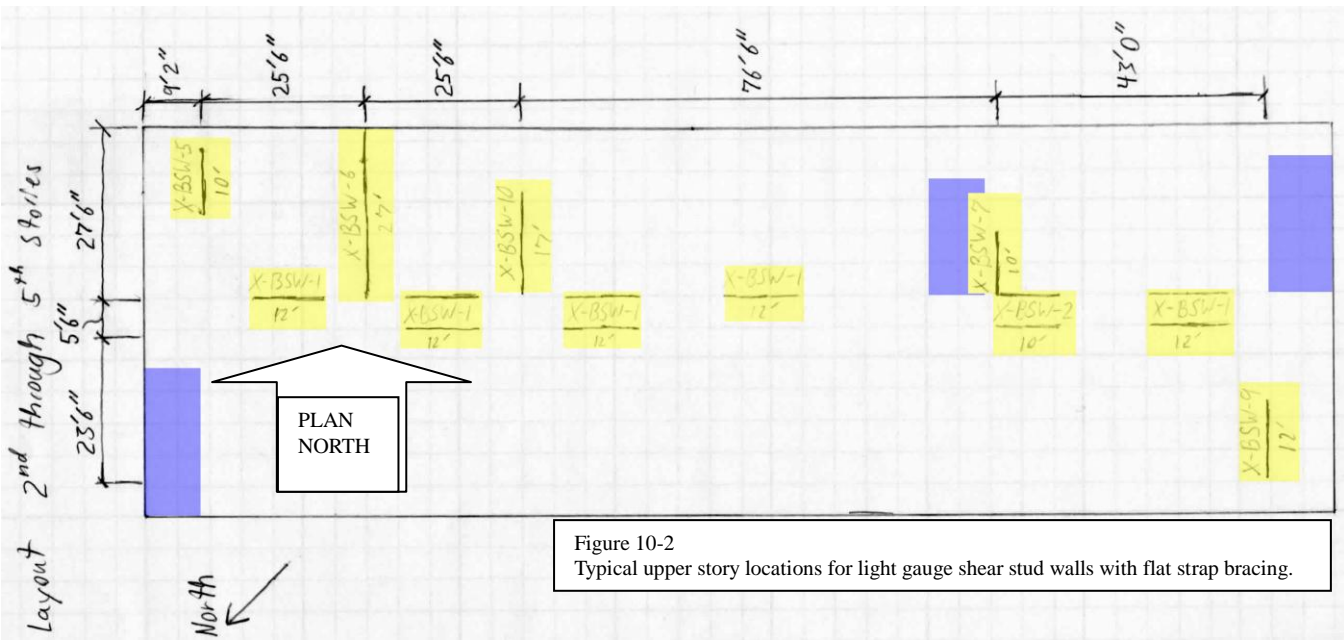 9'2"
25'6"
25'6"
76'6"
43'0"
Layout 2nd through 5th stories
27'6"
5'6"
23'6"
X-BSW-5
10'
X-BSW-6
27'
X-BSW-10
17'
X-BSW-7
10'
X-BSW-1
12'
X-BSW-1
12'
X-BSW-1
12'
X-BSW-1
12'
X-BSW-2
10'
X-BSW-1
12'
X-BSW-9
12'
PLAN
NORTH
North
Figure 10-2
Typical upper story locations for light gauge shear stud walls with flat strap bracing.